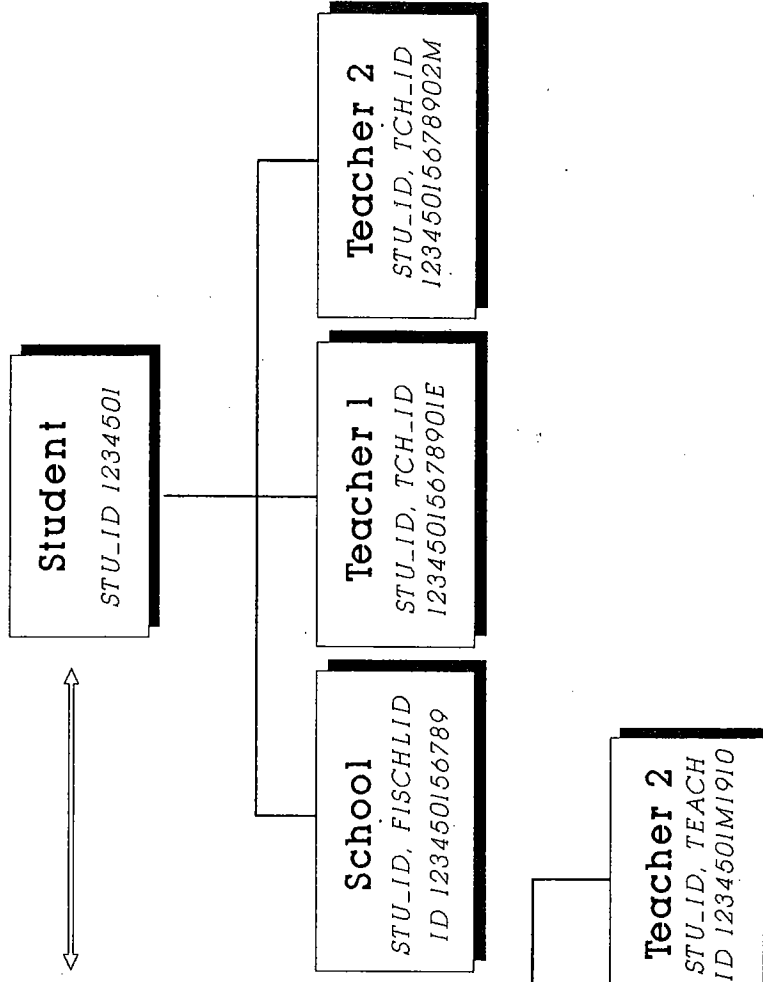 Student
STU_ID 1234501
School
STU_ID, FISCHLID
ID 123450156789
Teacher 1
STU_ID, TCH_ID
12345015678901E
Teacher 2
STU_ID, TCH_ID
12345015678902M
Teacher 2
STU_ID, TEACH
ID 1234501M1910